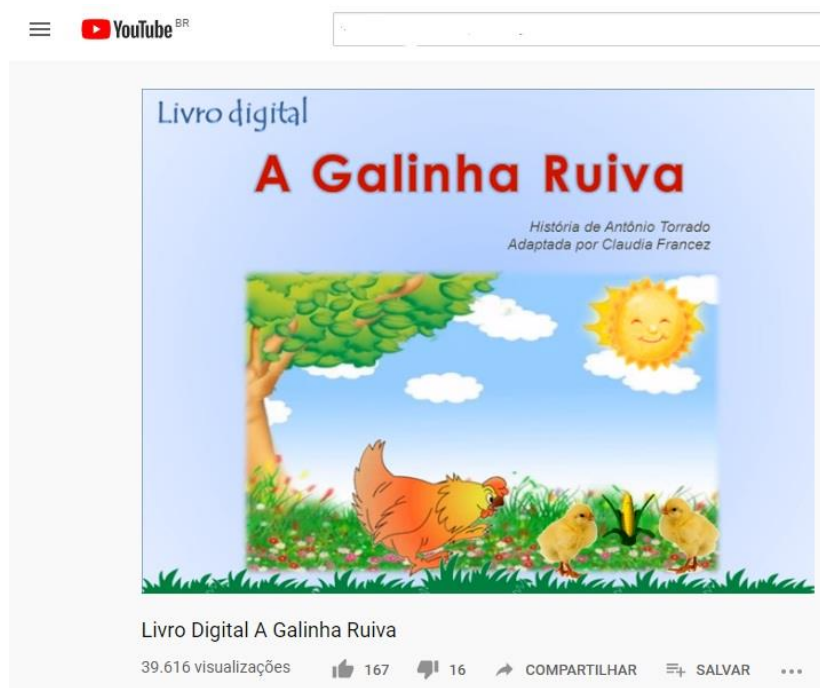 YouTube BR
Livro digital
A Galinha Ruiva
História de Antônio Torrado
Adaptada por Claudia Francez
Livro Digital A Galinha Ruiva
39.616 visualizações 167 16 COMPARTILHAR SALVAR